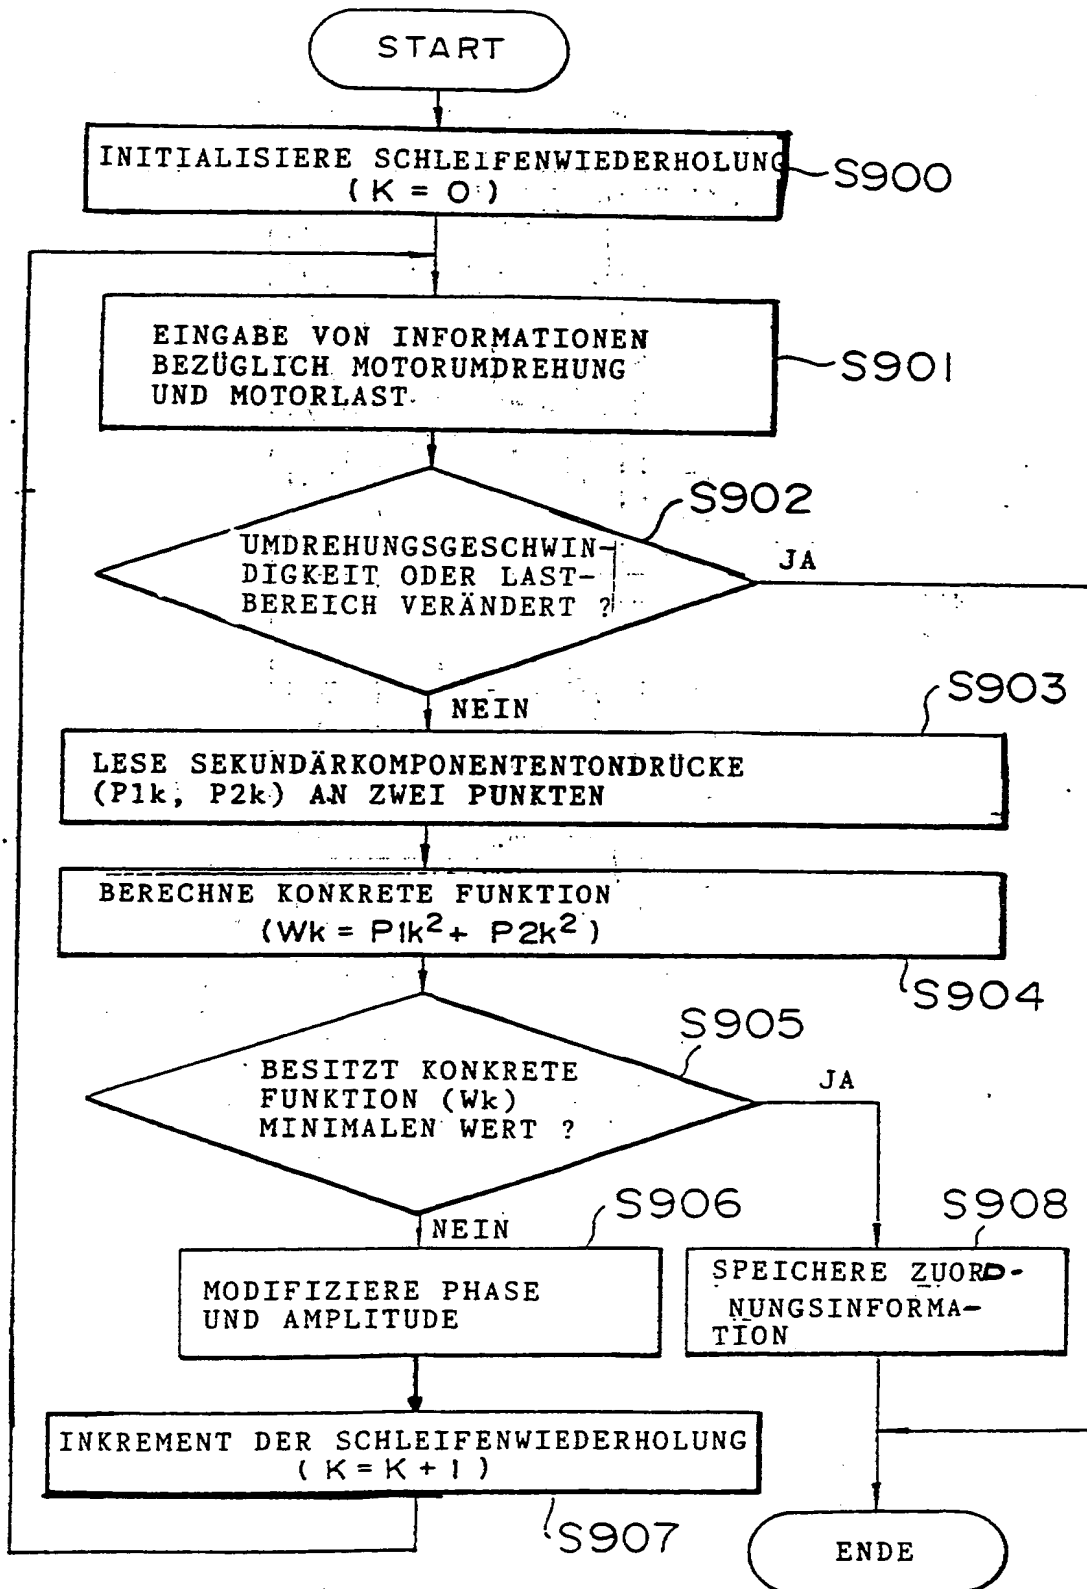 START
INITIALISIERE SCHLEIFENWIEDERHOLUNG
(K = 0)
S900
EINGABE VON INFORMATIONEN
BEZÜGLICH MOTORUMDREHUNG
UND MOTORLAST
S901
S902
UMDREHUNGSGESCHWIN-
DIGKEIT ODER LAST-
BEREICH VERÄNDERT ?
JA
NEIN
S903
LESE SEKUNDÄRKOMPONENTENTONDRÜCKE
(P1k, P2k) AN ZWEI PUNKTEN
BERECHNE KONKRETE FUNKTION
(Wk = P1k² + P2k²)
S904
S905
BESITZT KONKRETE
FUNKTION (Wk)
MINIMALEN WERT ?
JA
NEIN
S906
MODIFIZIERE PHASE
UND AMPLITUDE
S908
SPEICHERE ZUORD-
NUNGSINFORMA-
TION
INKREMENT DER SCHLEIFENWIEDERHOLUNG
(K = K + 1)
S907
ENDE